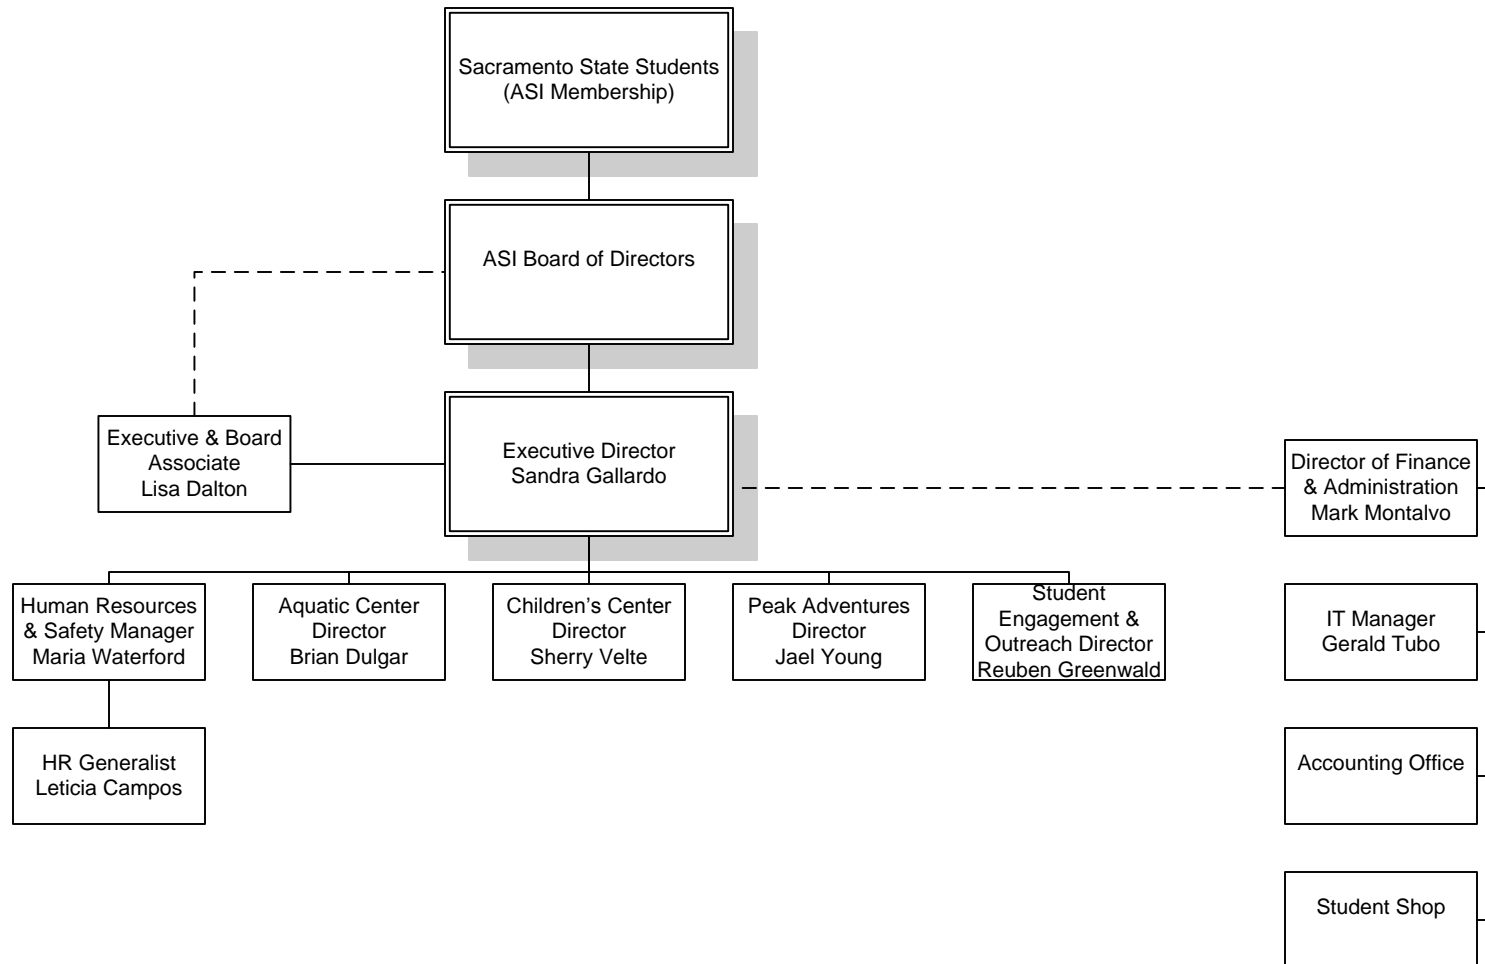 Sacramento State Students
(ASI Membership)
ASI Board of Directors
Executive & Board
Associate
Lisa Dalton
Executive Director
Sandra Gallardo
Director of Finance
& Administration
Mark Montalvo
Human Resources
& Safety Manager
Maria Waterford
Aquatic Center
Director
Brian Dulgar
Children’s Center
Director
Sherry Velte
Peak Adventures
Director
Jael Young
Student
Engagement &
Outreach Director
Reuben Greenwald
IT Manager
Gerald Tubo
HR Generalist
Leticia Campos
Accounting Office
Student Shop